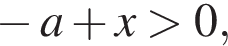 − a + x > 0,